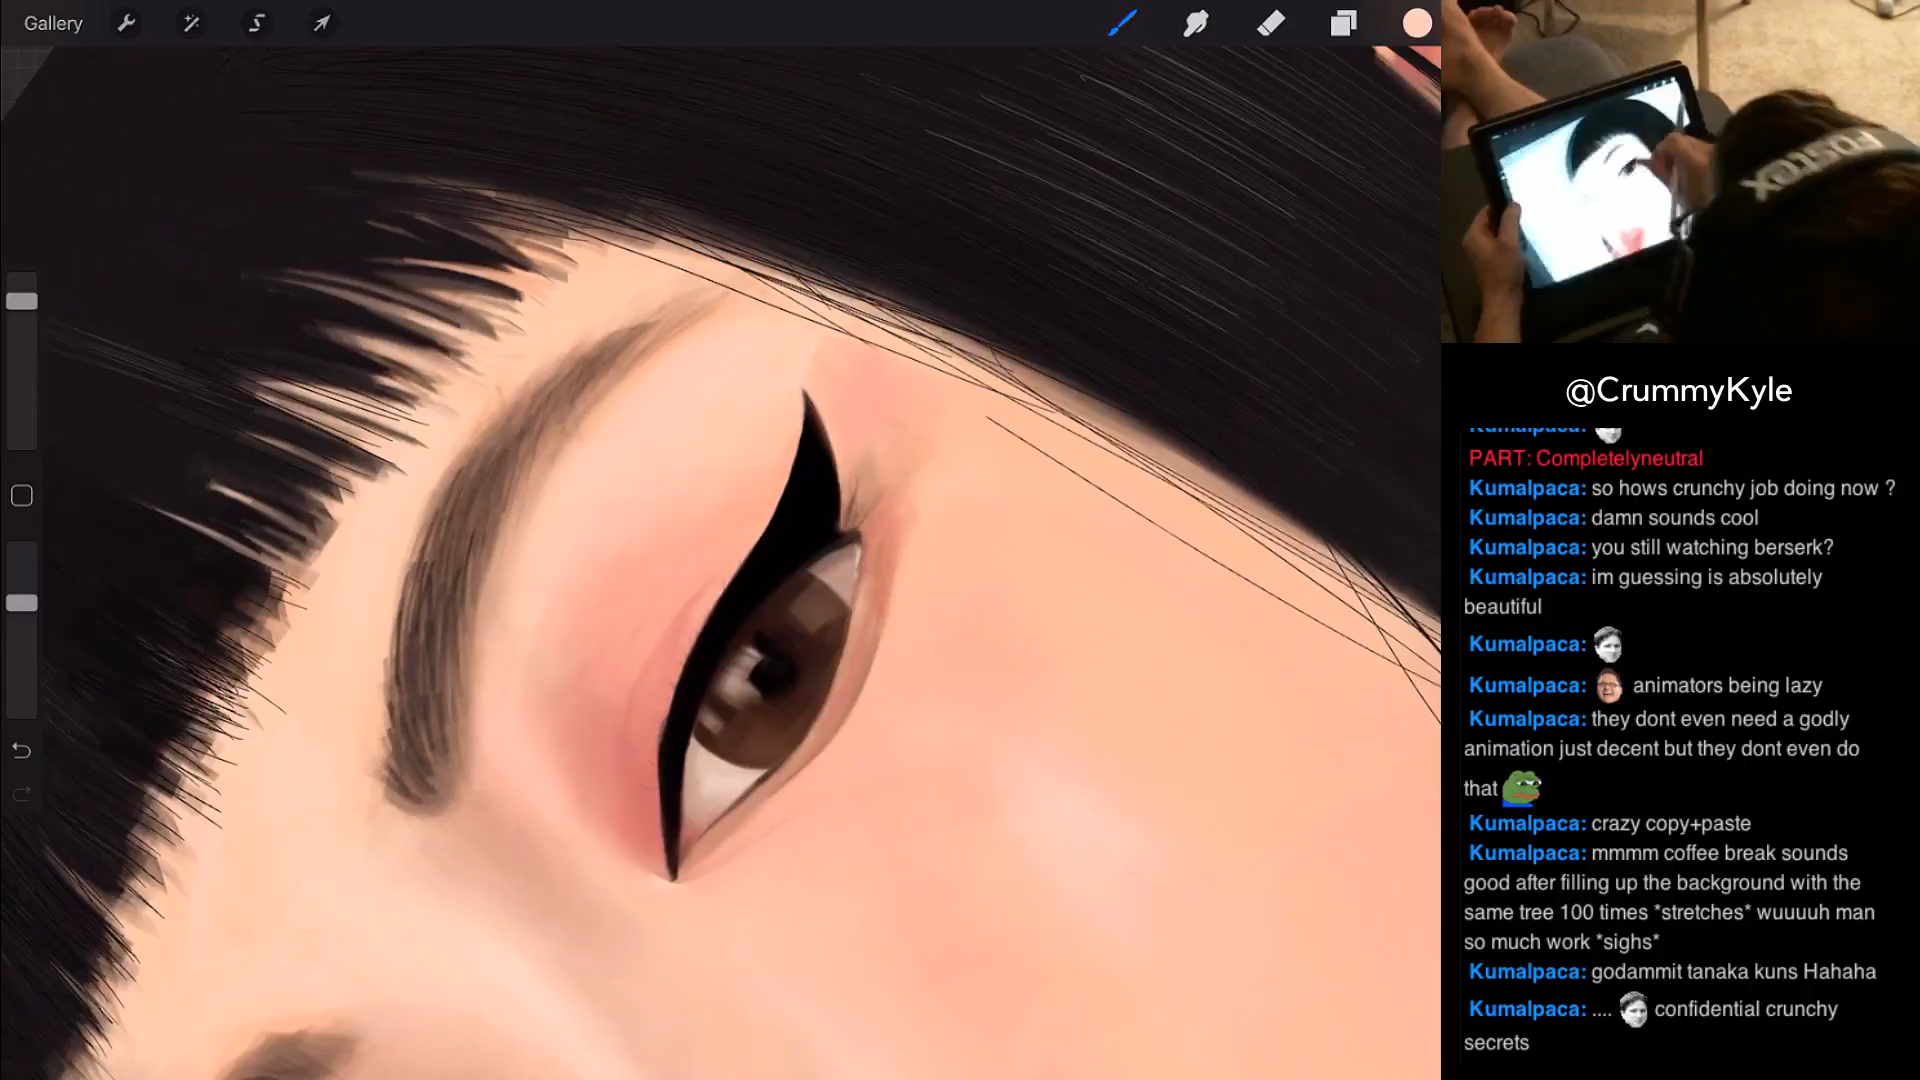 Gallery
Fostex
@CrummyKyle
Kumalpaca:
PART: Completelyneutral
Kumalpaca: so hows crunchy job doing now ?
Kumalpaca: damn sounds cool
Kumalpaca: you still watching berserk?
Kumalpaca: im guessing is absolutely
beautiful
Kumalpaca:
Kumalpaca: animators being lazy
Kumalpaca: they dont even need a godly
animation just decent but they dont even do
that
Kumalpaca: crazy copy+paste
Kumalpaca: mmmm coffee break sounds
good after filling up the background with the
same tree 100 times *stretches* wuuuuh man
so much work *sighs*
Kumalpaca: godammit tanaka kuns Hahaha
Kumalpaca: .... confidential crunchy
secrets